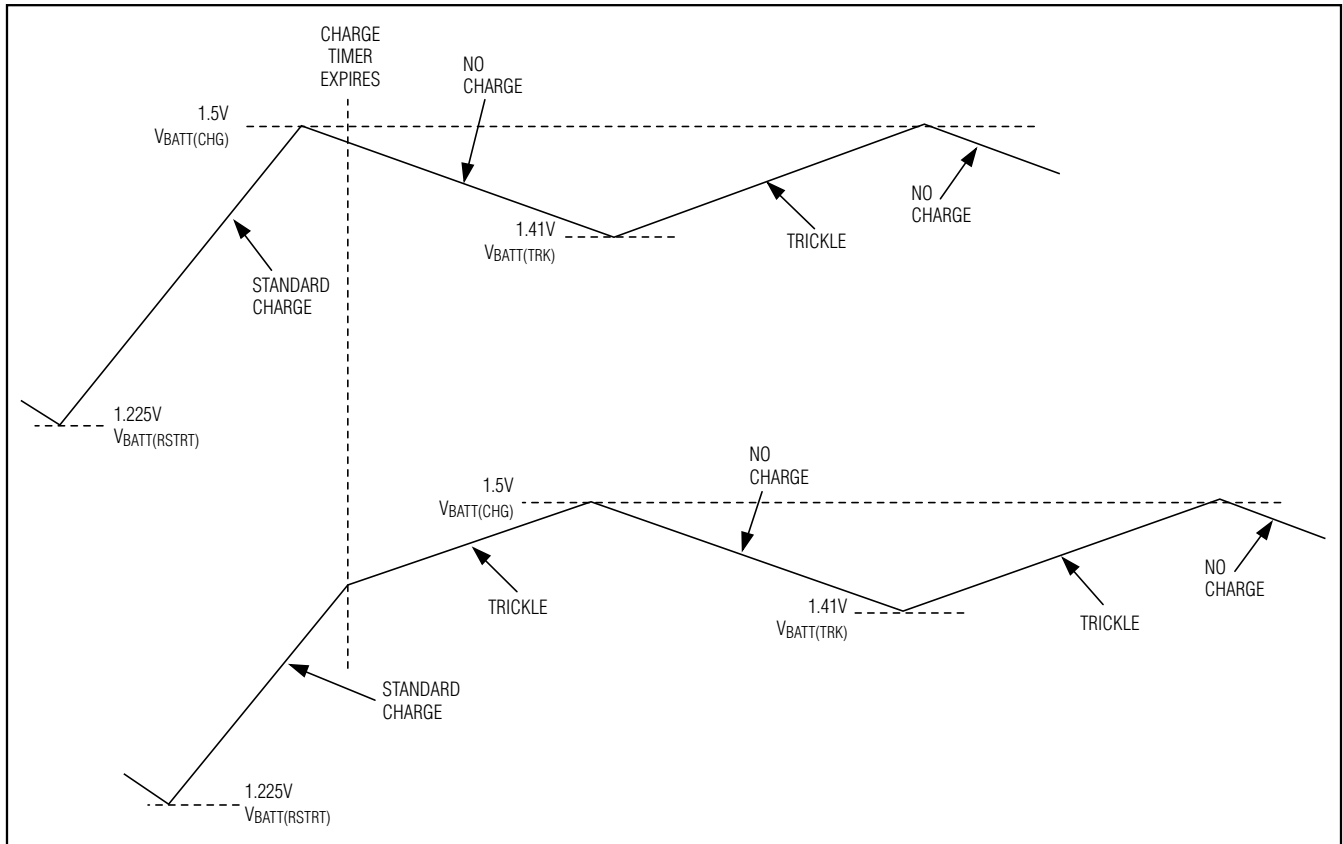 CHARGE
TIMER
EXPIRES
NO
CHARGE
1.5V
VBATT(CHG)
NO
CHARGE
1.41V
VBATT(TRK)
TRICKLE
STANDARD
CHARGE
1.225V
VBATT(RSTRT)
NO
CHARGE
1.5V
VBATT(CHG)
NO
CHARGE
TRICKLE
1.41V
VBATT(TRK)
TRICKLE
STANDARD
CHARGE
1.225V
VBATT(RSTRT)